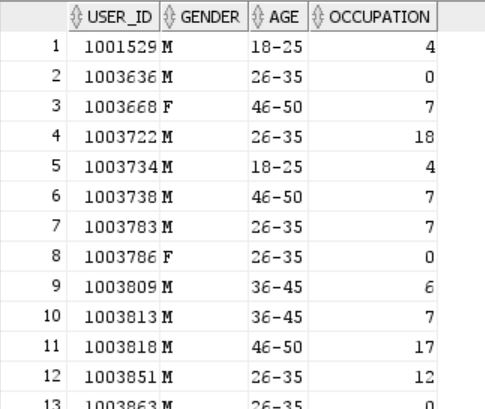 USER_ID GENDER AGE OCCUPATION
1 1001529 M 18-25 4
2 1003636 M 26-35 0
3 1003668 F 46-50 7
4 1003722 M 26-35 18
5 1003734 M 18-25 4
6 1003738 M 46-50 7
7 1003783 M 26-35 7
8 1003786 F 26-35 0
9 1003809 M 36-45 6
10 1003813 M 36-45 7
11 1003818 M 46-50 17
12 1003851 M 26-35 12
13 1003863 M 26-35 0